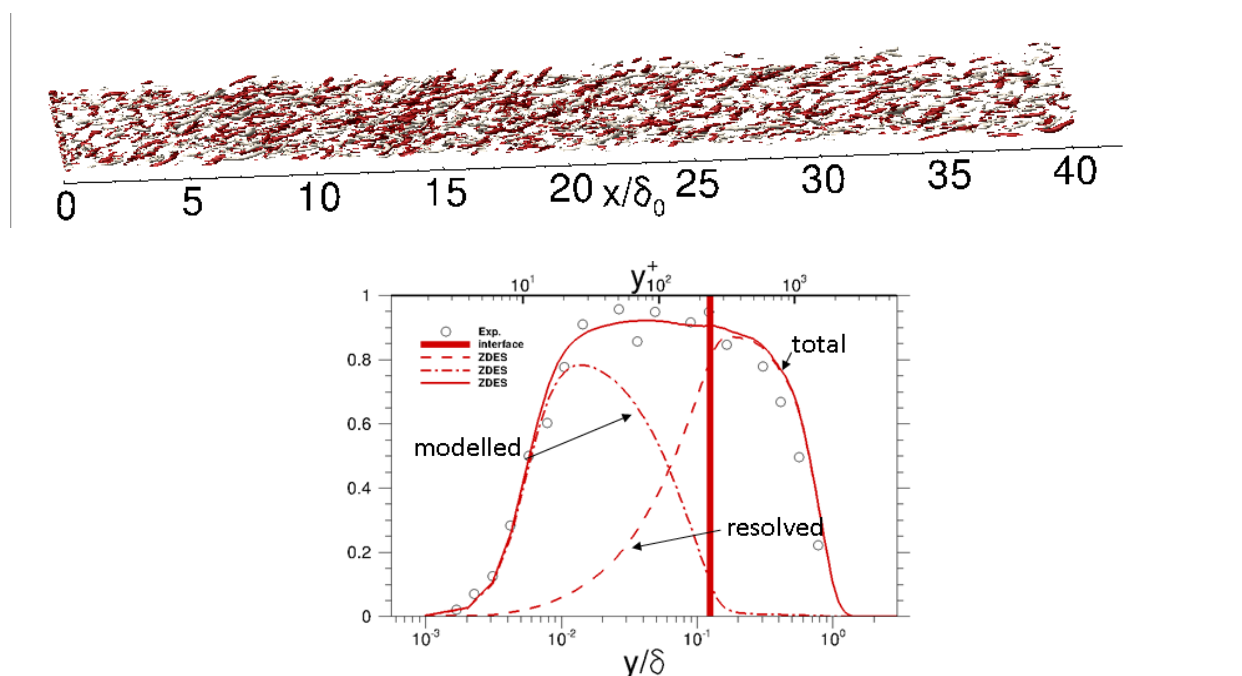 0 5 10 15 20 x/δ₀ 25 30 35 40
y⁺
10¹ 10² 10³
1
0.8
0.6
0.4
0.2
0
Exp.
interface
ZDES
ZDES
ZDES
total
modelled
resolved
10⁻³ 10⁻² 10⁻¹ 10⁰
y/δ